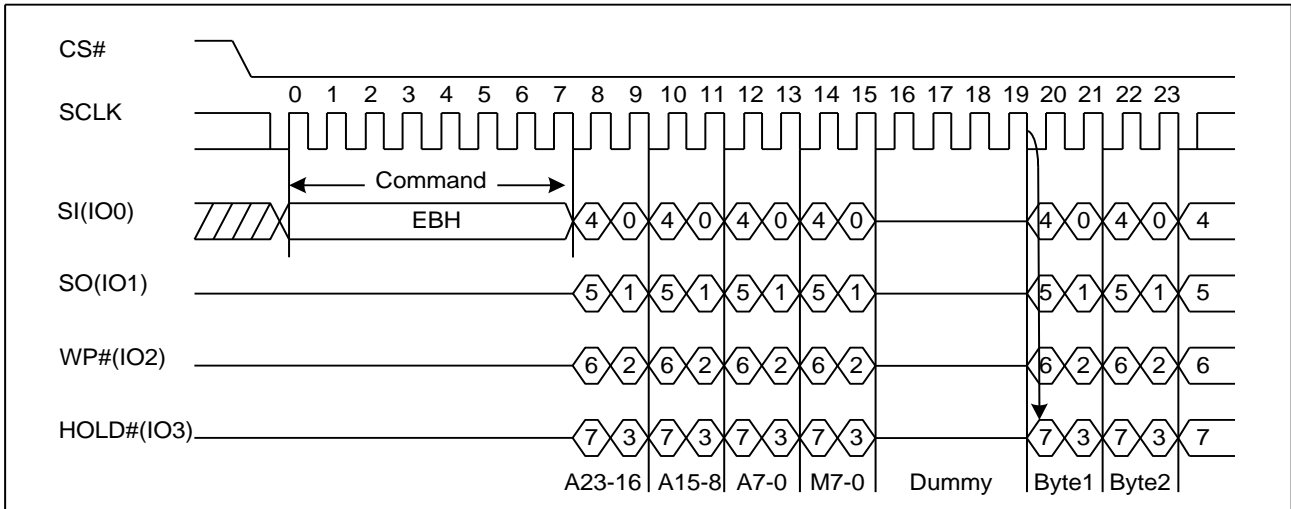 CS#
SCLK
0 1 2 3 4 5 6 7 8 9 10 11 12 13 14 15 16 17 18 19 20 21 22 23
Command
SI(IO0)
EBH
4 0 4 0 4 0 4 0 4 0 4 0 4
SO(IO1)
5 1 5 1 5 1 5 1 5 1 5 1 5
WP#(IO2)
6 2 6 2 6 2 6 2 6 2 6 2 6
HOLD#(IO3)
7 3 7 3 7 3 7 3 7 3 7 3 7
A23-16 A15-8 A7-0 M7-0 Dummy Byte1 Byte2